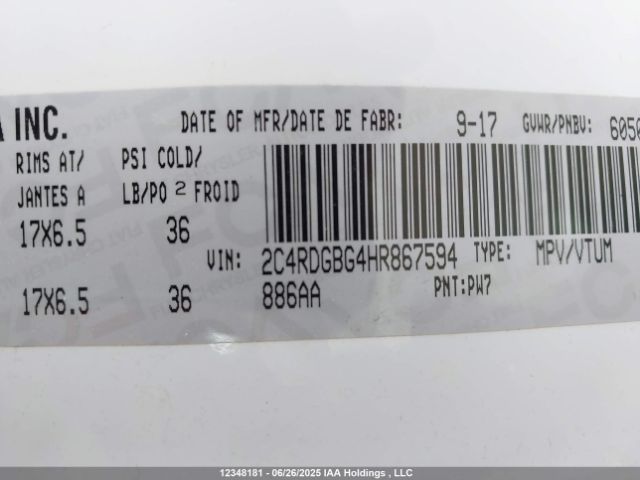 INC.
DATE OF MFR/DATE DE FABR: 9-17 GVWR/PNBV:
RIMS AT/ PSI COLD/
JANTES A LB/PO 2 FROID
17X6.5 36
VIN: 2C4RDGBG4HR867594 TYPE: MPV/VTUM
17X6.5 36 886AA PNT:PW7
12348181 - 06/26/2025 IAA Holdings , LLC